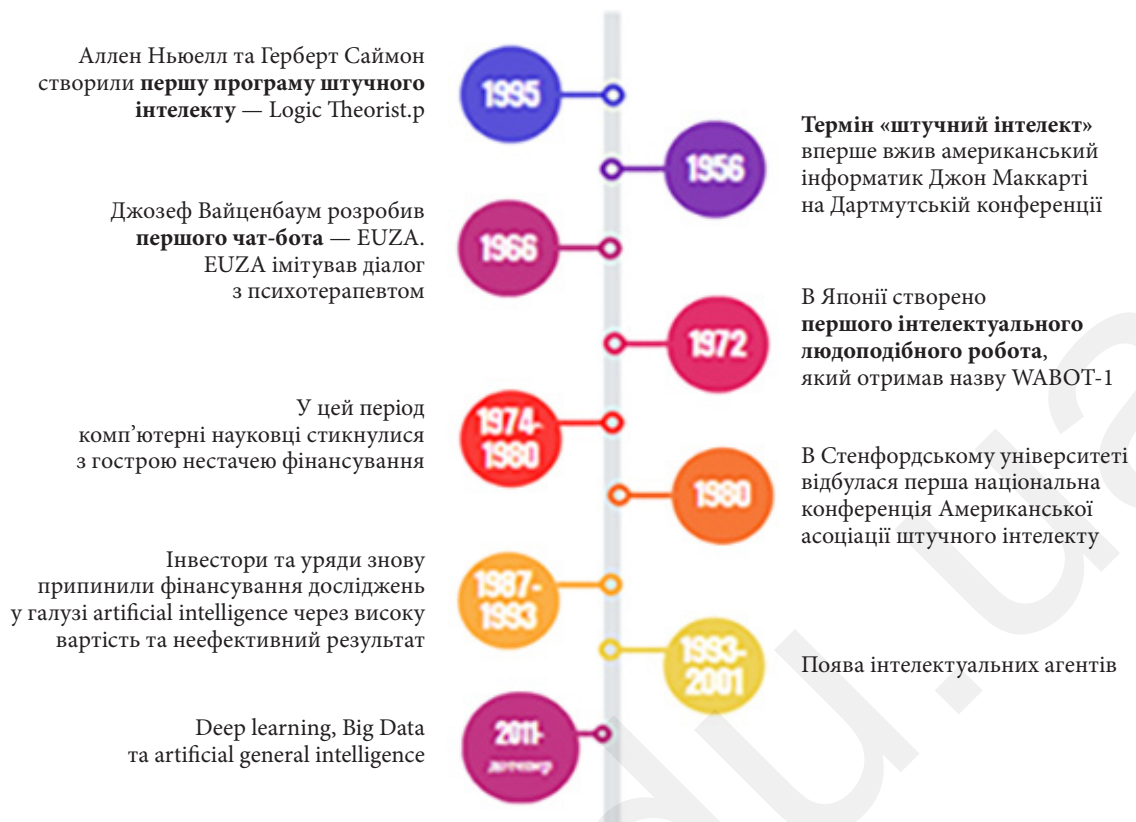 Аллен Ньюелл та Герберт Саймон
створили першу програму штучного
інтелекту — Logic Theorist.p
1995
Термін «штучний інтелект»
вперше вжив американський
інформатик Джон Маккарті
на Дартмутській конференції
1956
Джозеф Вайценбаум розробив
першого чат-бота — EUZA.
EUZA імітував діалог
з психотерапевтом
1966
В Японії створено
першого інтелектуального
людоподібного робота,
який отримав назву WABOT-1
1972
У цей період
комп’ютерні науковці стикнулися
з гострою нестачею фінансування
1974-
1980
В Стенфордському університеті
відбулася перша національна
конференція Американської
асоціації штучного інтелекту
1980
Інвестори та уряди знову
припинили фінансування досліджень
у галузі artificial intelligence через високу
вартість та неефективний результат
1987-
1993
Поява інтелектуальних агентів
1993-
2001
Deep learning, Big Data
та artificial general intelligence
2011-
du.ua